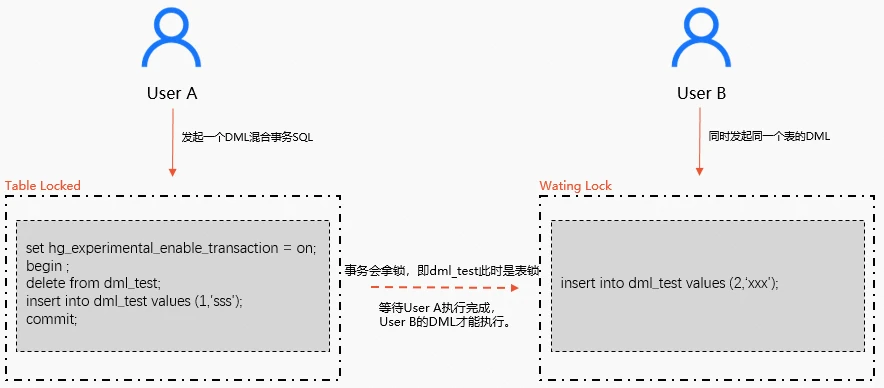 User A
User B
发起一个DML混合事务SQL
同时发起同一个表的DML
Table Locked
Wating Lock
set hg_experimental_enable_transaction = on;
begin ;
delete from dml_test;
insert into dml_test values (1,'sss');
commit;
事务会拿锁，即dml_test此时是表锁
等待User A执行完成，
User B的DML才能执行。
insert into dml_test values (2,‘xxx’);